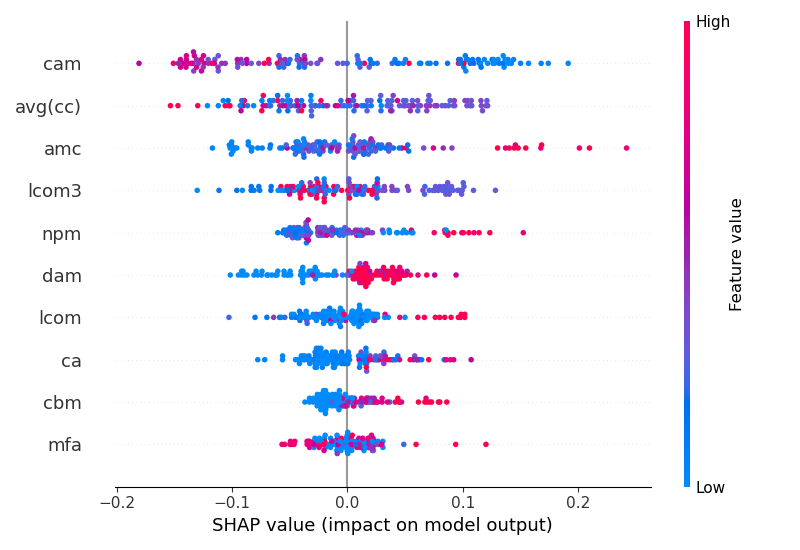 High
cam
avg(cc)
amc
lcom3
npm
dam
lcom
ca
cbm
mfa
Feature value
Low
−0.2 −0.1 0.0 0.1 0.2
SHAP value (impact on model output)